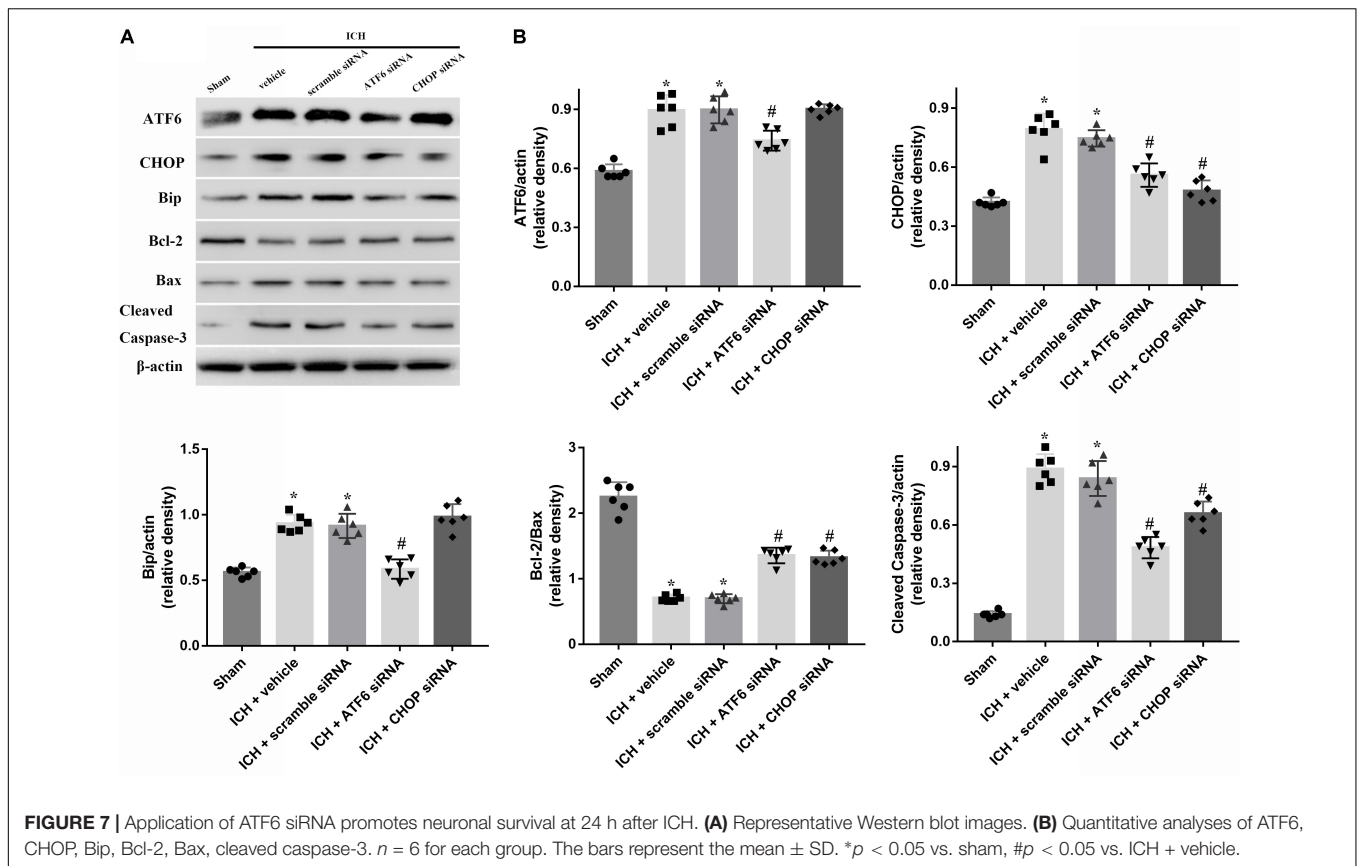 A
ICH
Sham
vehicle
scramble siRNA
ATF6 siRNA
CHOP siRNA
ATF6
CHOP
Bip
Bcl-2
Bax
Cleaved
Caspase-3
β-actin
B
ATF6/actin
(relative density)
0.9
0.6
0.3
0.0
*
*
#
Sham
ICH + vehicle
ICH + scramble siRNA
ICH + ATF6 siRNA
ICH + CHOP siRNA
CHOP/actin
(relative density)
0.9
0.6
0.3
0.0
*
*
#
#
Sham
ICH + vehicle
ICH + scramble siRNA
ICH + ATF6 siRNA
ICH + CHOP siRNA
Bip/actin
(relative density)
1.5
1.0
0.5
0.0
*
*
#
Sham
ICH + vehicle
ICH + scramble siRNA
ICH + ATF6 siRNA
ICH + CHOP siRNA
Bcl-2/Bax
3
2
1
0
*
*
#
#
Sham
ICH + vehicle
ICH + scramble siRNA
ICH + ATF6 siRNA
ICH + CHOP siRNA
Cleaved Caspase-3/actin
(relative density)
0.9
0.6
0.3
0.0
*
*
#
#
Sham
ICH + vehicle
ICH + scramble siRNA
ICH + ATF6 siRNA
ICH + CHOP siRNA
FIGURE 7 | Application of ATF6 siRNA promotes neuronal survival at 24 h after ICH. (A) Representative Western blot images. (B) Quantitative analyses of ATF6,
CHOP, Bip, Bcl-2, Bax, cleaved caspase-3. n = 6 for each group. The bars represent the mean ± SD. *p < 0.05 vs. sham, #p < 0.05 vs. ICH + vehicle.